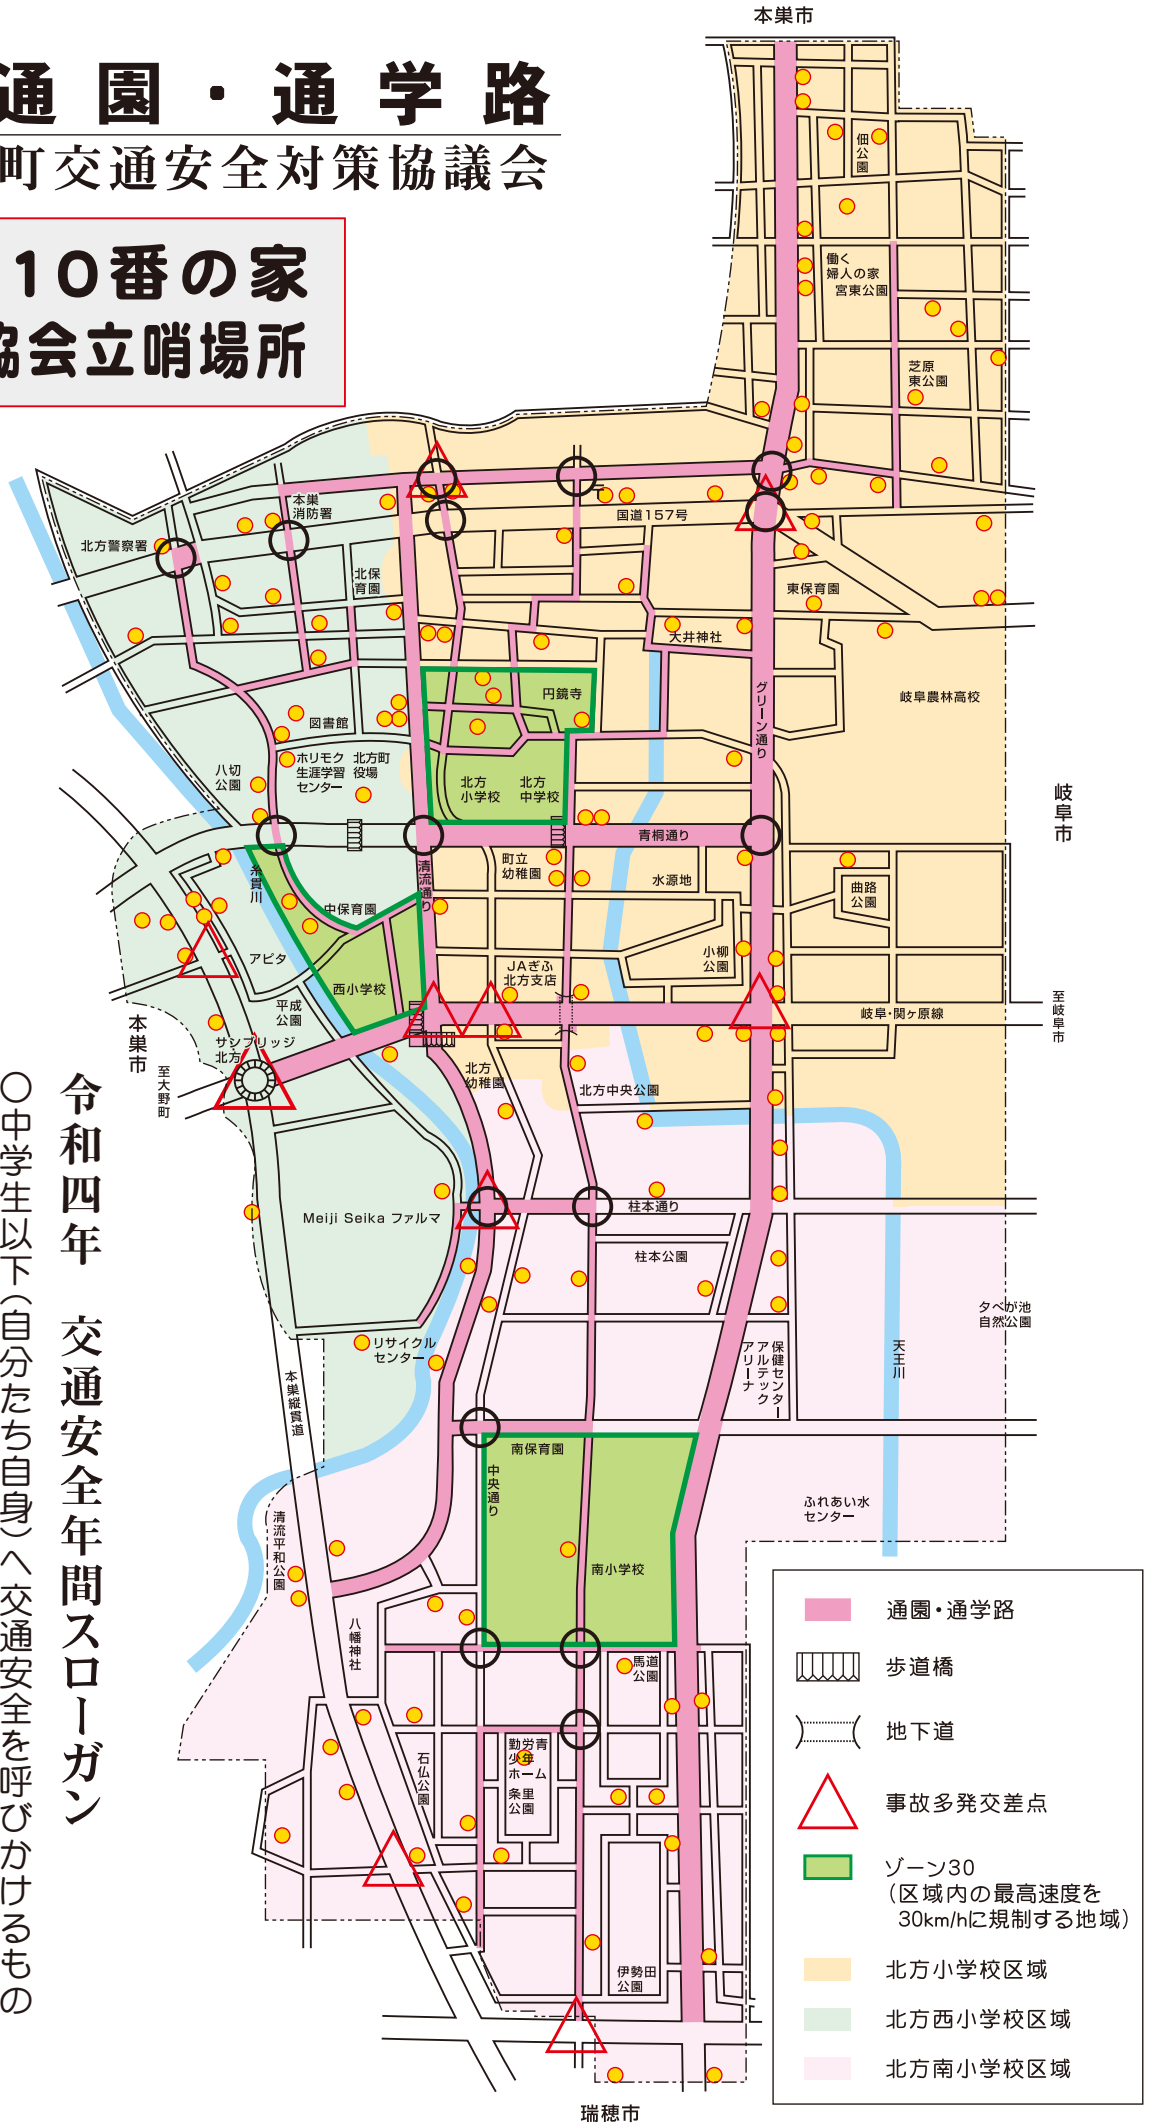 本巣市
通園・通学路
町交通安全対策協議会
10番の家
協会立哨場所
佃公園
働く
婦人の家
宮東公園
芝原
東公園
本巣
消防署
国道157号
北方警察署
北保
育園
東保育園
大井神社
円鏡寺
グリーン通り
岐阜農林高校
図書館
八切
公園
ホリモク
生涯学習
センター
北方町
役場
北方
小学校
北方
中学校
岐阜市
青桐通り
町立
幼稚園
水源地
清流通り
糸貫川
曲路
公園
中保育園
アピタ
小柳
公園
JAぎふ
北方支店
西小学校
平成
公園
岐阜・関ヶ原線
至岐阜市
本巣市
サンブリッジ
北方
至大野町
北方
幼稚園
北方中央公園
Meiji Seika ファルマ
柱本通り
柱本公園
夕べが池
自然公園
リサイクル
センター
保健センター
アルテック
アリーナ
天王川
本巣縦貫道
南保育園
中央通り
ふれあい水
センター
清流平和公園
南小学校
八幡神社
馬道
公園
石仏公園
勤労青
少年
ホーム
条里
公園
伊勢田
公園
瑞穂市
令和四年 交通安全年間スローガン
〇中学生以下(自分たち自身)へ交通安全を呼びかけるもの
通園・通学路
歩道橋
地下道
事故多発交差点
ゾーン30
(区域内の最高速度を
30km/hに規制する地域)
北方小学校区域
北方西小学校区域
北方南小学校区域